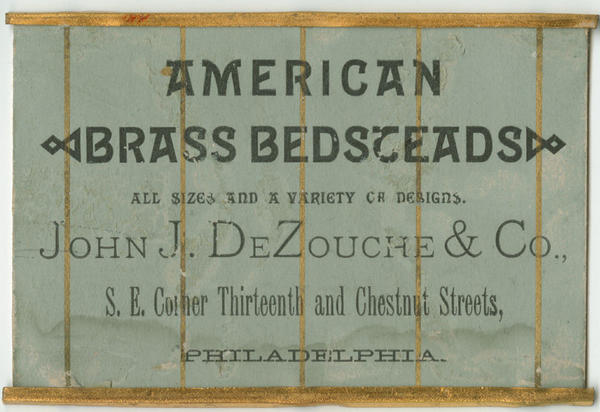 AMERICAN
BRASS BEDSTEADS
ALL SIZES AND A VARIETY OF DESIGNS.
JOHN J. DEZOUCHE & CO.,
S. E. Corner Thirteenth and Chestnut Streets,
PHILADELPHIA.